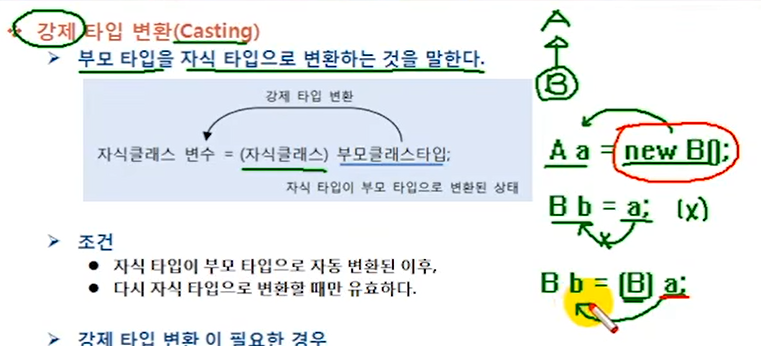 강제 타입 변환(Casting)
부모 타입을 자식 타입으로 변환하는 것을 말한다.
강제 타입 변환
자식클래스 변수 = (자식클래스) 부모클래스타입;
자식 타입이 부모 타입으로 변환된 상태
조건
자식 타입이 부모 타입으로 자동 변환된 이후,
다시 자식 타입으로 변환할 때만 유효하다.
강제 타입 변환 이 필요한 경우
A
B
A a = new B();
B b = a; (x)
B b = (B) a;